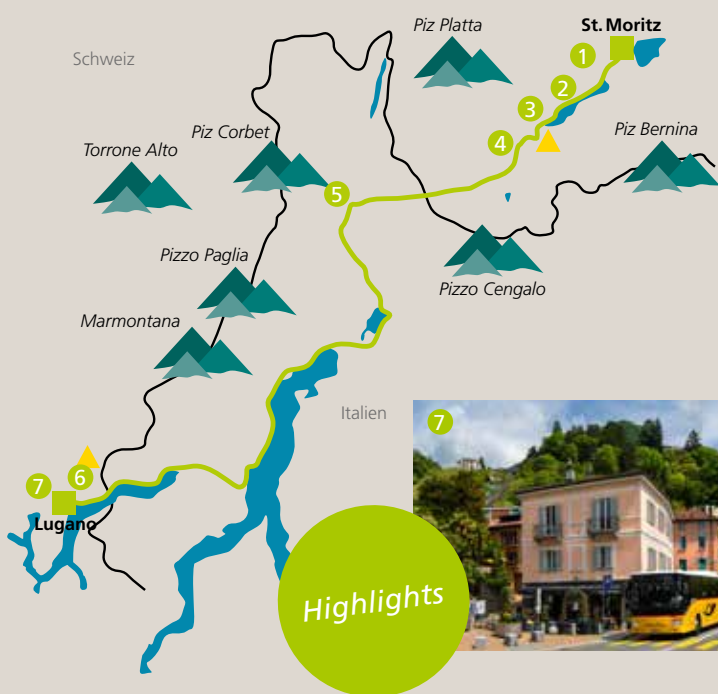 Piz Platta
St. Moritz
Schweiz
1
2
3
Piz Corbet
Piz Bernina
4
Torrone Alto
5
Pizzo Paglia
Pizzo Cengalo
Marmontana
Italien
7
6
7
Lugano
Highlights